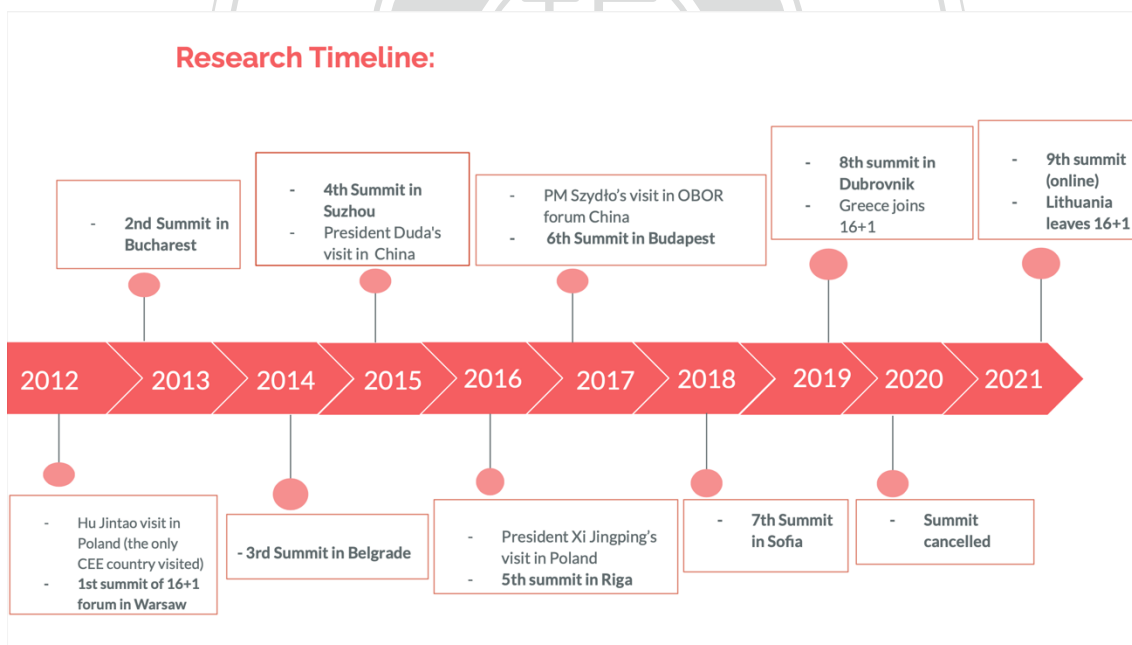 Research Timeline:
- 2nd Summit in
Bucharest
- 4th Summit in
Suzhou
- President Duda's
visit in China
- PM Szydło's visit in OBOR
forum China
- 6th Summit in Budapest
- 8th summit in
Dubrovnik
- Greece joins
16+1
- 9th summit
(online)
- Lithuania
leaves 16+1
2012 2013 2014 2015 2016 2017 2018 2019 2020 2021
- Hu Jintao visit in
Poland (the only
CEE country visited)
- 1st summit of 16+1
forum in Warsaw
- 3rd Summit in Belgrade
- President Xi Jingping's
visit in Poland
- 5th summit in Riga
- 7th Summit
in Sofia
- Summit
cancelled